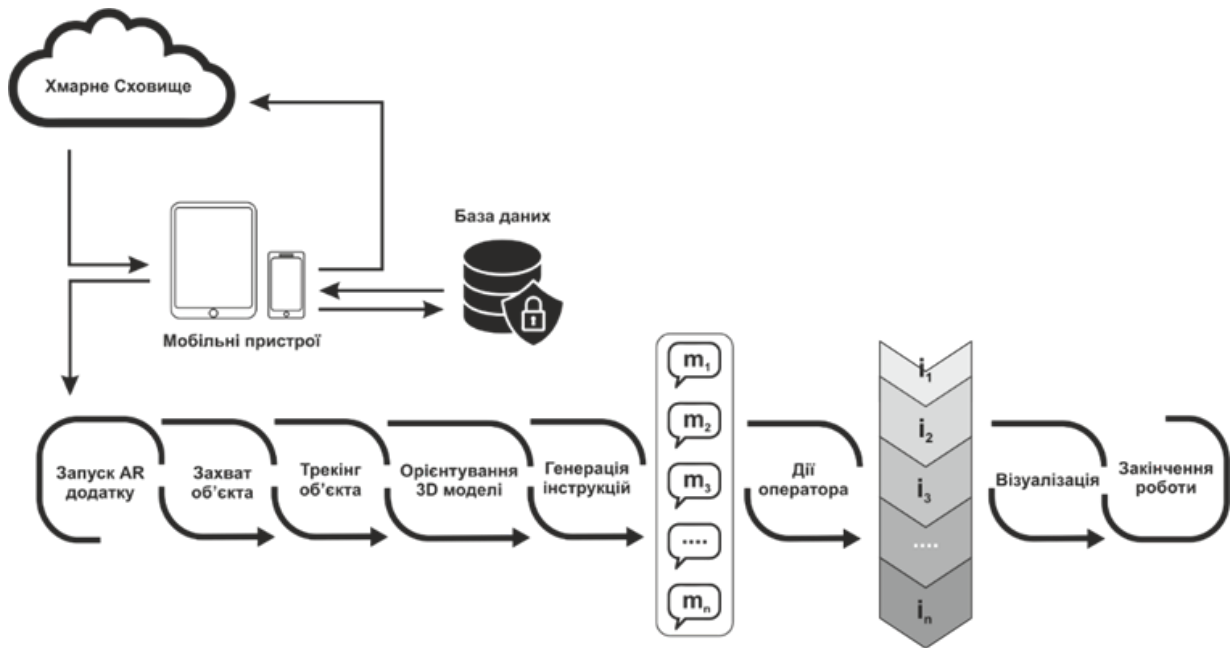 Хмарне Сховище
База даних
Мобільні пристрої
m1
m2
m3
....
mn
i1
i2
i3
....
in
Запуск AR
додатку
Захват
об’єкта
Трекінг
об’єкта
Орієнтування
3D моделі
Генерація
інструкцій
Дії
оператора
Візуалізація
Закінчення
роботи